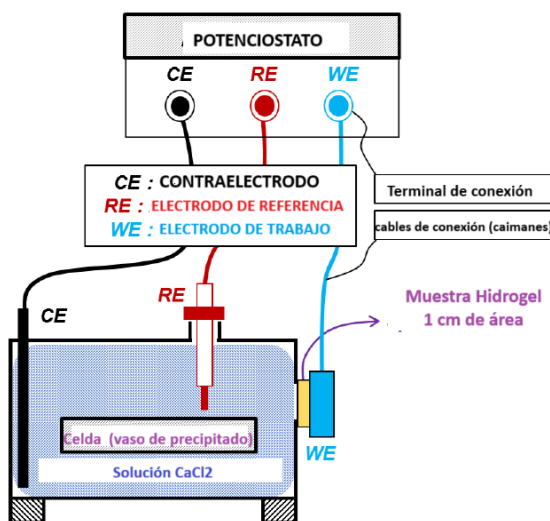 POTENCIOSTATO
CE
RE
WE
CE : CONTRAELECTRODO
RE : ELECTRODO DE REFERENCIA
WE : ELECTRODO DE TRABAJO
Terminal de conexión
cables de conexión (caimanes)
RE
CE
Muestra Hidrogel
1 cm de área
Celda (vaso de precipitado)
WE
Solución CaCl2